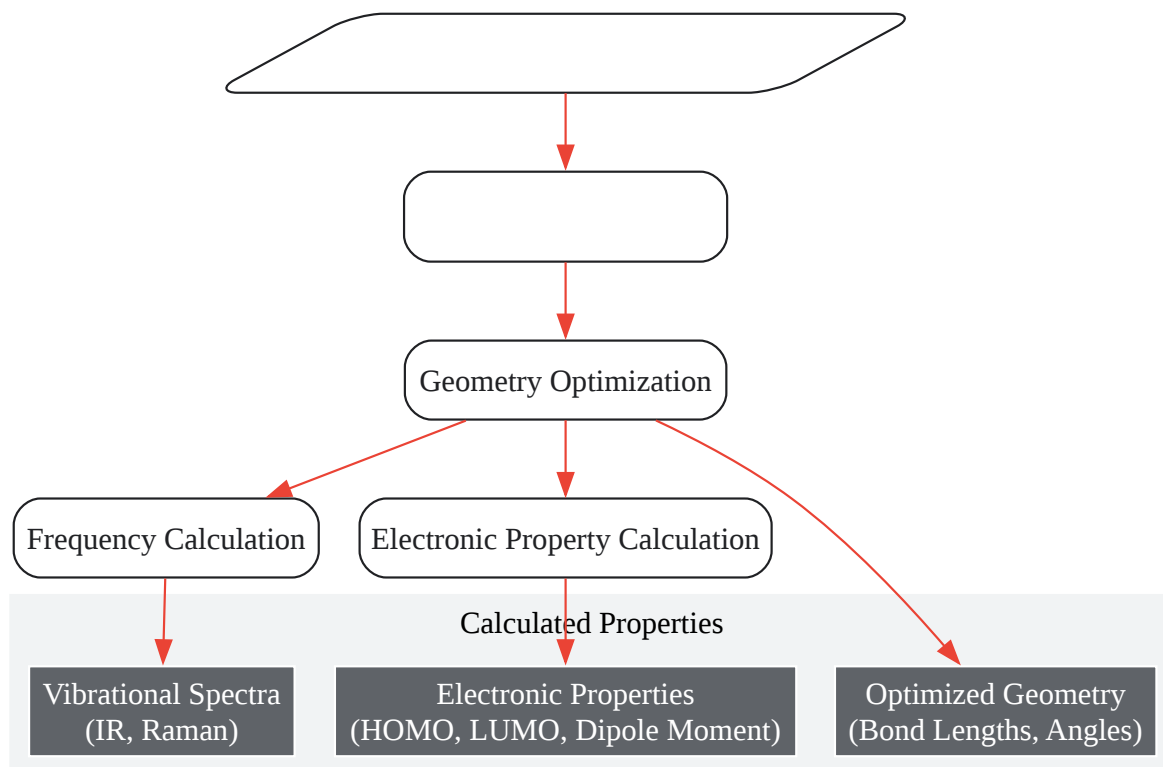 Geometry Optimization
Frequency Calculation
Electronic Property Calculation
Calculated Properties
Vibrational Spectra
(IR, Raman)
Electronic Properties
(HOMO, LUMO, Dipole Moment)
Optimized Geometry
(Bond Lengths, Angles)